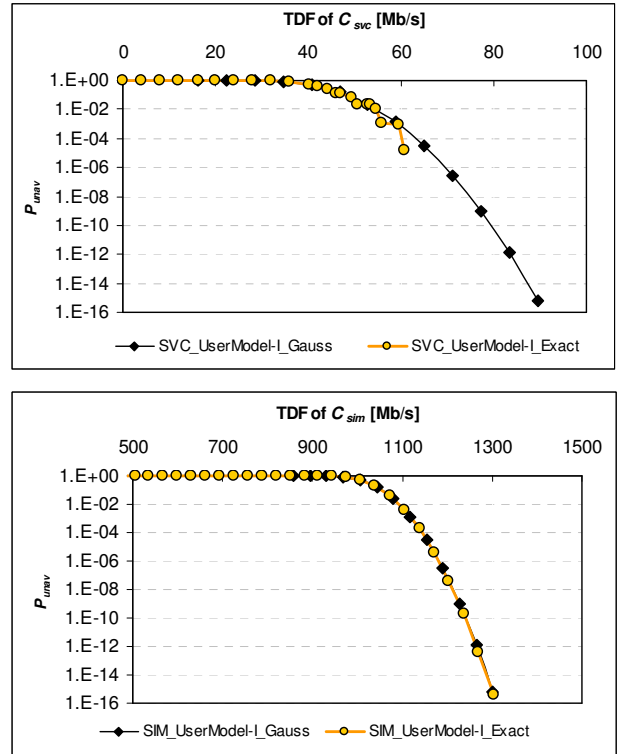 TDF of C svc [Mb/s]
0 20 40 60 80 100
1.E+00
1.E-02
1.E-04
1.E-06
1.E-08
1.E-10
1.E-12
1.E-14
1.E-16
P unav
SVC_UserModel-I_Gauss SVC_UserModel-I_Exact
TDF of C sim [Mb/s]
500 700 900 1100 1300 1500
1.E+00
1.E-02
1.E-04
1.E-06
1.E-08
1.E-10
1.E-12
1.E-14
1.E-16
P unav
SIM_UserModel-I_Gauss SIM_UserModel-I_Exact